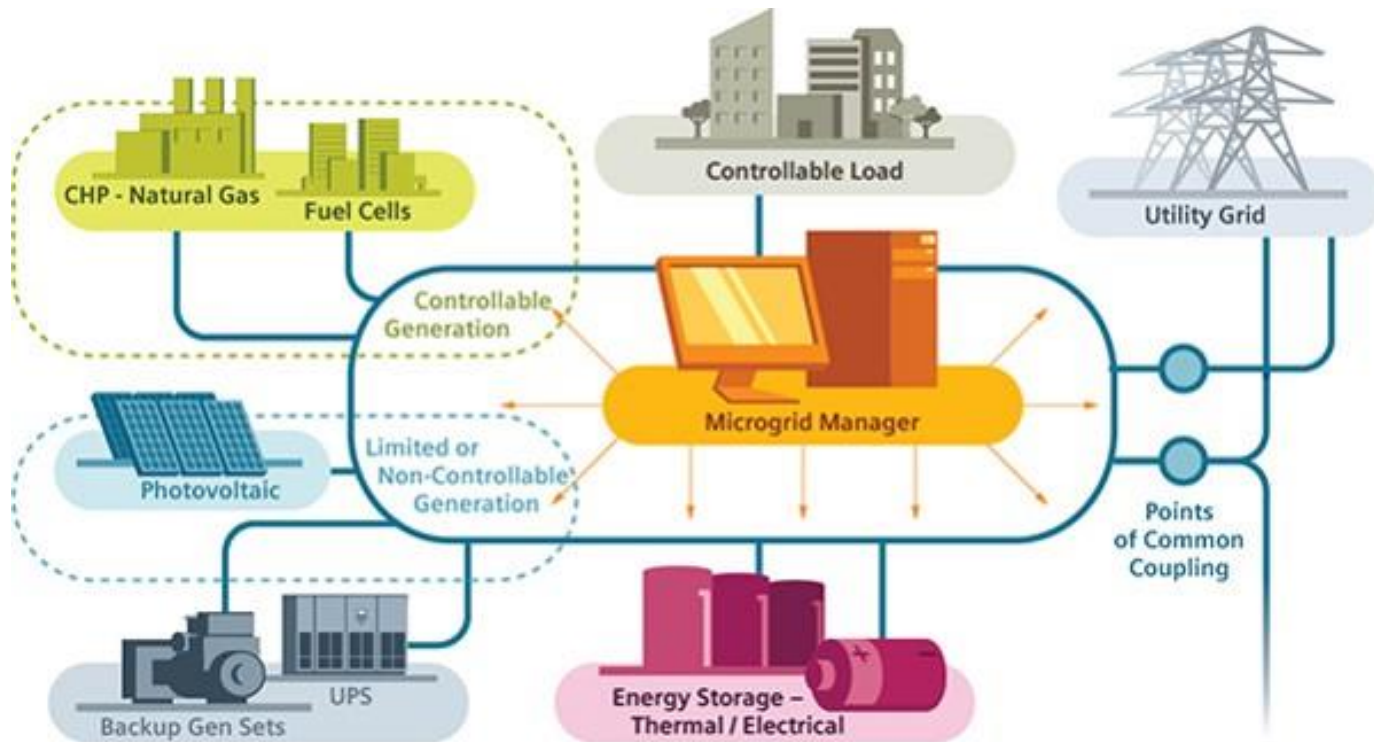 CHP - Natural Gas
Fuel Cells
Controllable Load
Utility Grid
Controllable
Generation
Microgrid Manager
Limited or
Non-Controllable
Generation
Photovoltaic
Points
of Common
Coupling
Backup Gen Sets
UPS
Energy Storage –
Thermal / Electrical